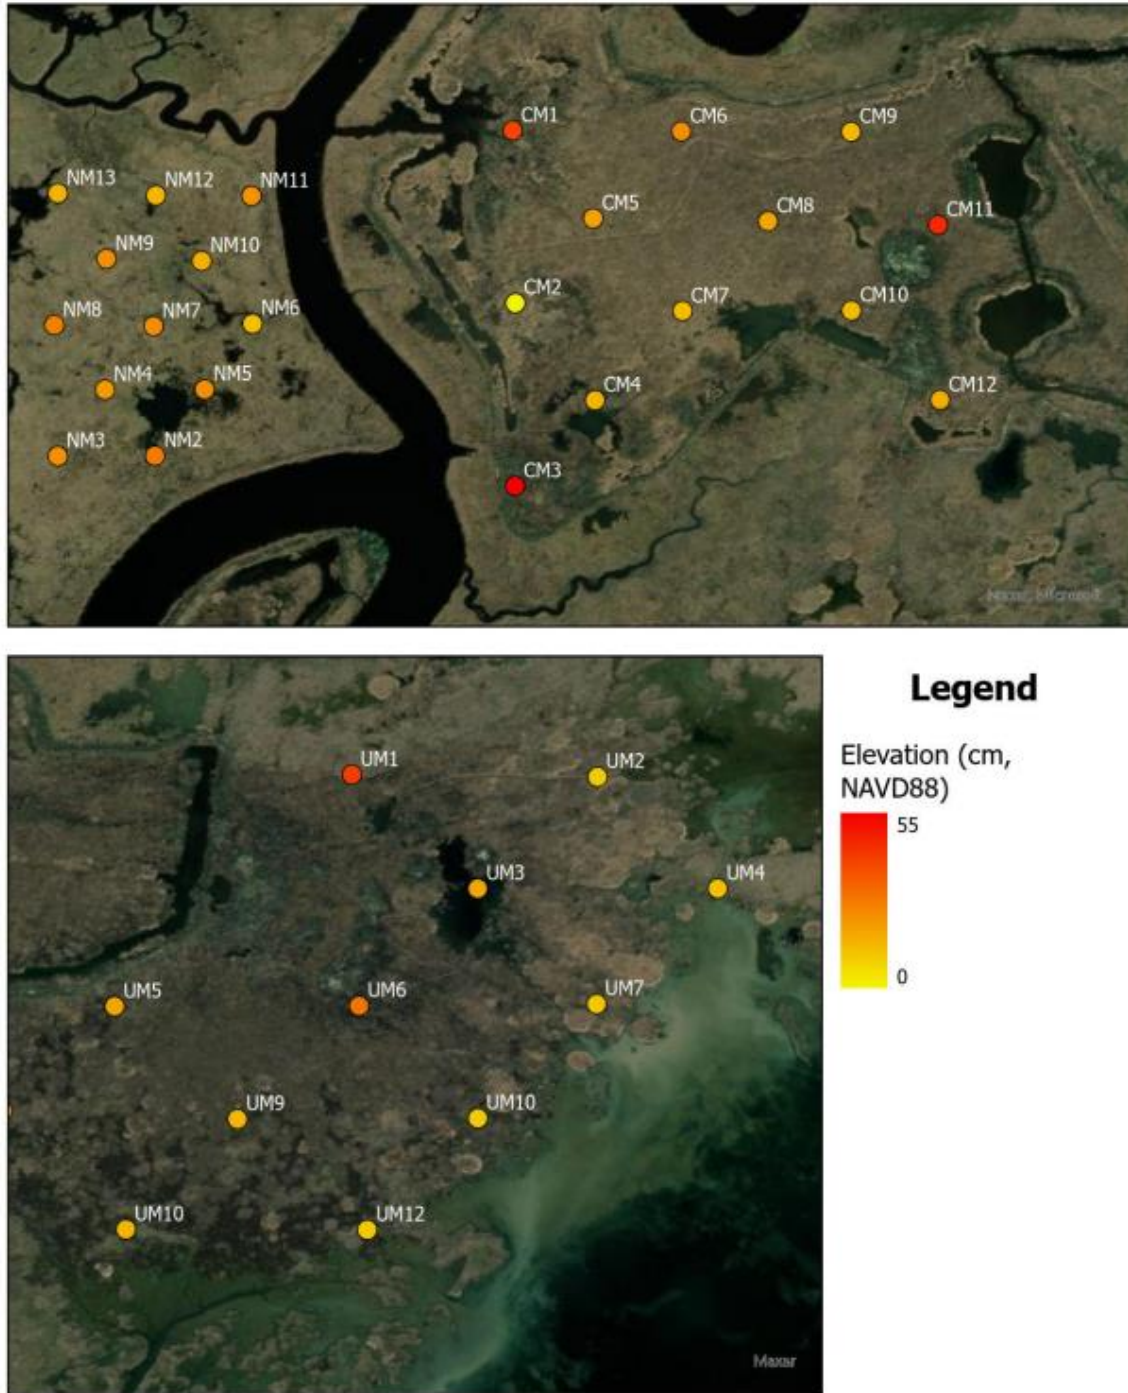 CM1
CM6
CM9
NM13
NM12
NM11
CM5
CM8
CM11
NM9
NM10
CM2
NM8
NM7
NM6
CM7
CM10
NM4
NM5
CM4
CM12
NM3
NM2
CM3
Maxar, Microsoft
Legend
Elevation (cm,
NAVD88)
55
0
UM1
UM2
UM3
UM4
UM5
UM6
UM7
UM9
UM10
UM10
UM12
Maxar